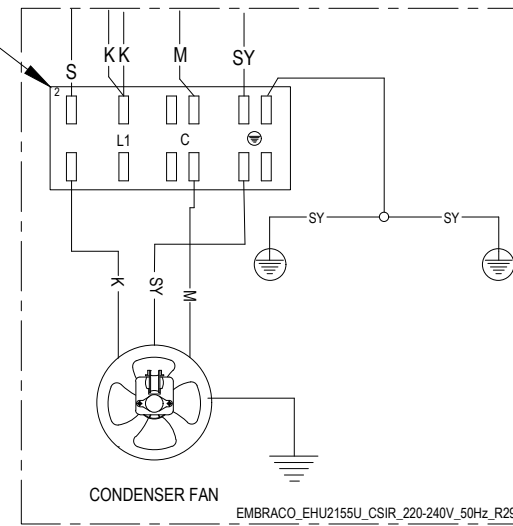 S
K K
M
SY
2
L1
C
SY
SY
K
SY
M
CONDENSER FAN
EMBRACO_EHU2155U_CSIR_220-240V_50Hz_R29